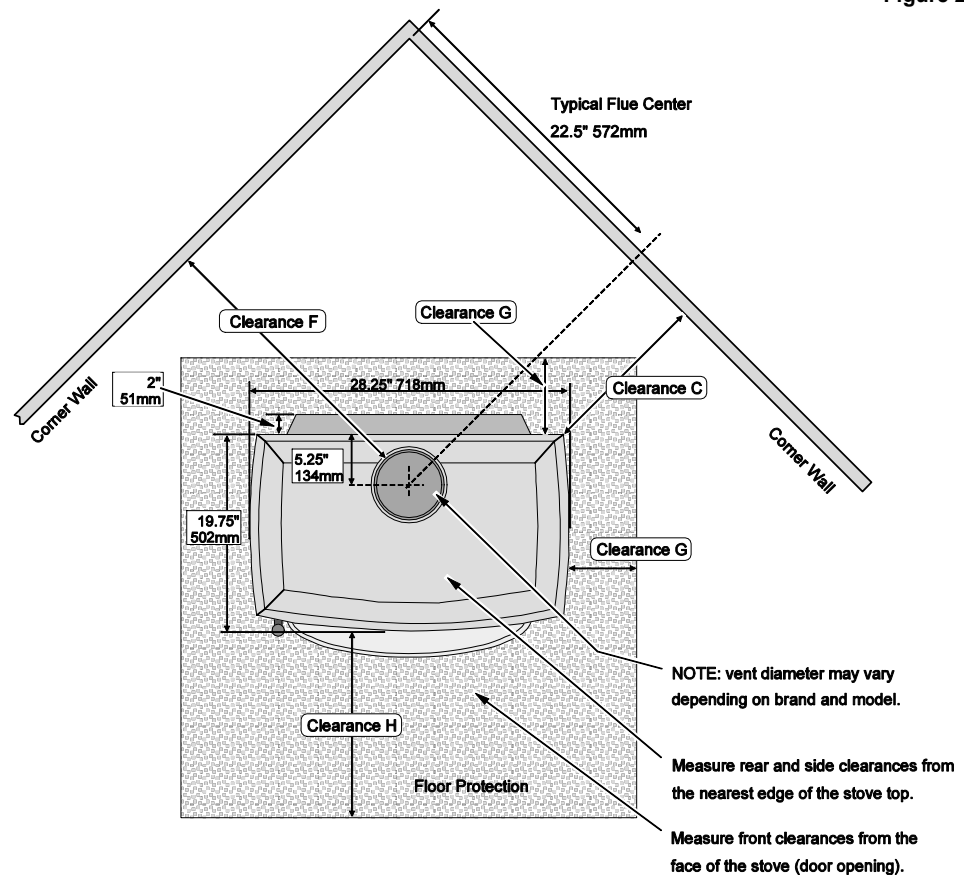 Figure 2
Typical Flue Center
22.5" 572mm
Clearance F
Clearance G
28.25" 718mm
Clearance C
2"
51mm
Corner Wall
Corner Wall
5.25"
134mm
19.75"
502mm
Clearance G
NOTE: vent diameter may vary
depending on brand and model.
Clearance H
Measure rear and side clearances from
the nearest edge of the stove top.
Floor Protection
Measure front clearances from the
face of the stove (door opening).